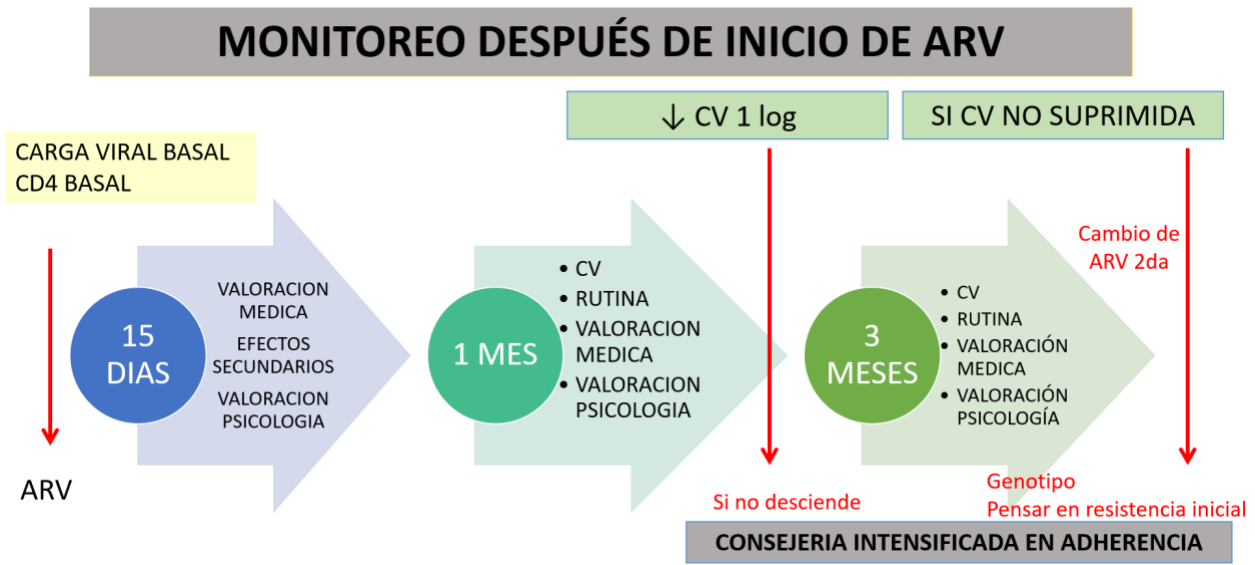 MONITOREO DESPUÉS DE INICIO DE ARV
↓ CV 1 log
SI CV NO SUPRIMIDA
CARGA VIRAL BASAL
CD4 BASAL
ARV
15
DIAS
VALORACION
MEDICA
EFECTOS
SECUNDARIOS
VALORACION
PSICOLOGIA
1 MES
• CV
• RUTINA
• VALORACION
MEDICA
• VALORACION
PSICOLOGIA
Si no desciende
3
MESES
• CV
• RUTINA
• VALORACIÓN
MEDICA
• VALORACIÓN
PSICOLOGÍA
Cambio de
ARV 2da
Genotipo
Pensar en resistencia inicial
CONSEJERIA INTENSIFICADA EN ADHERENCIA